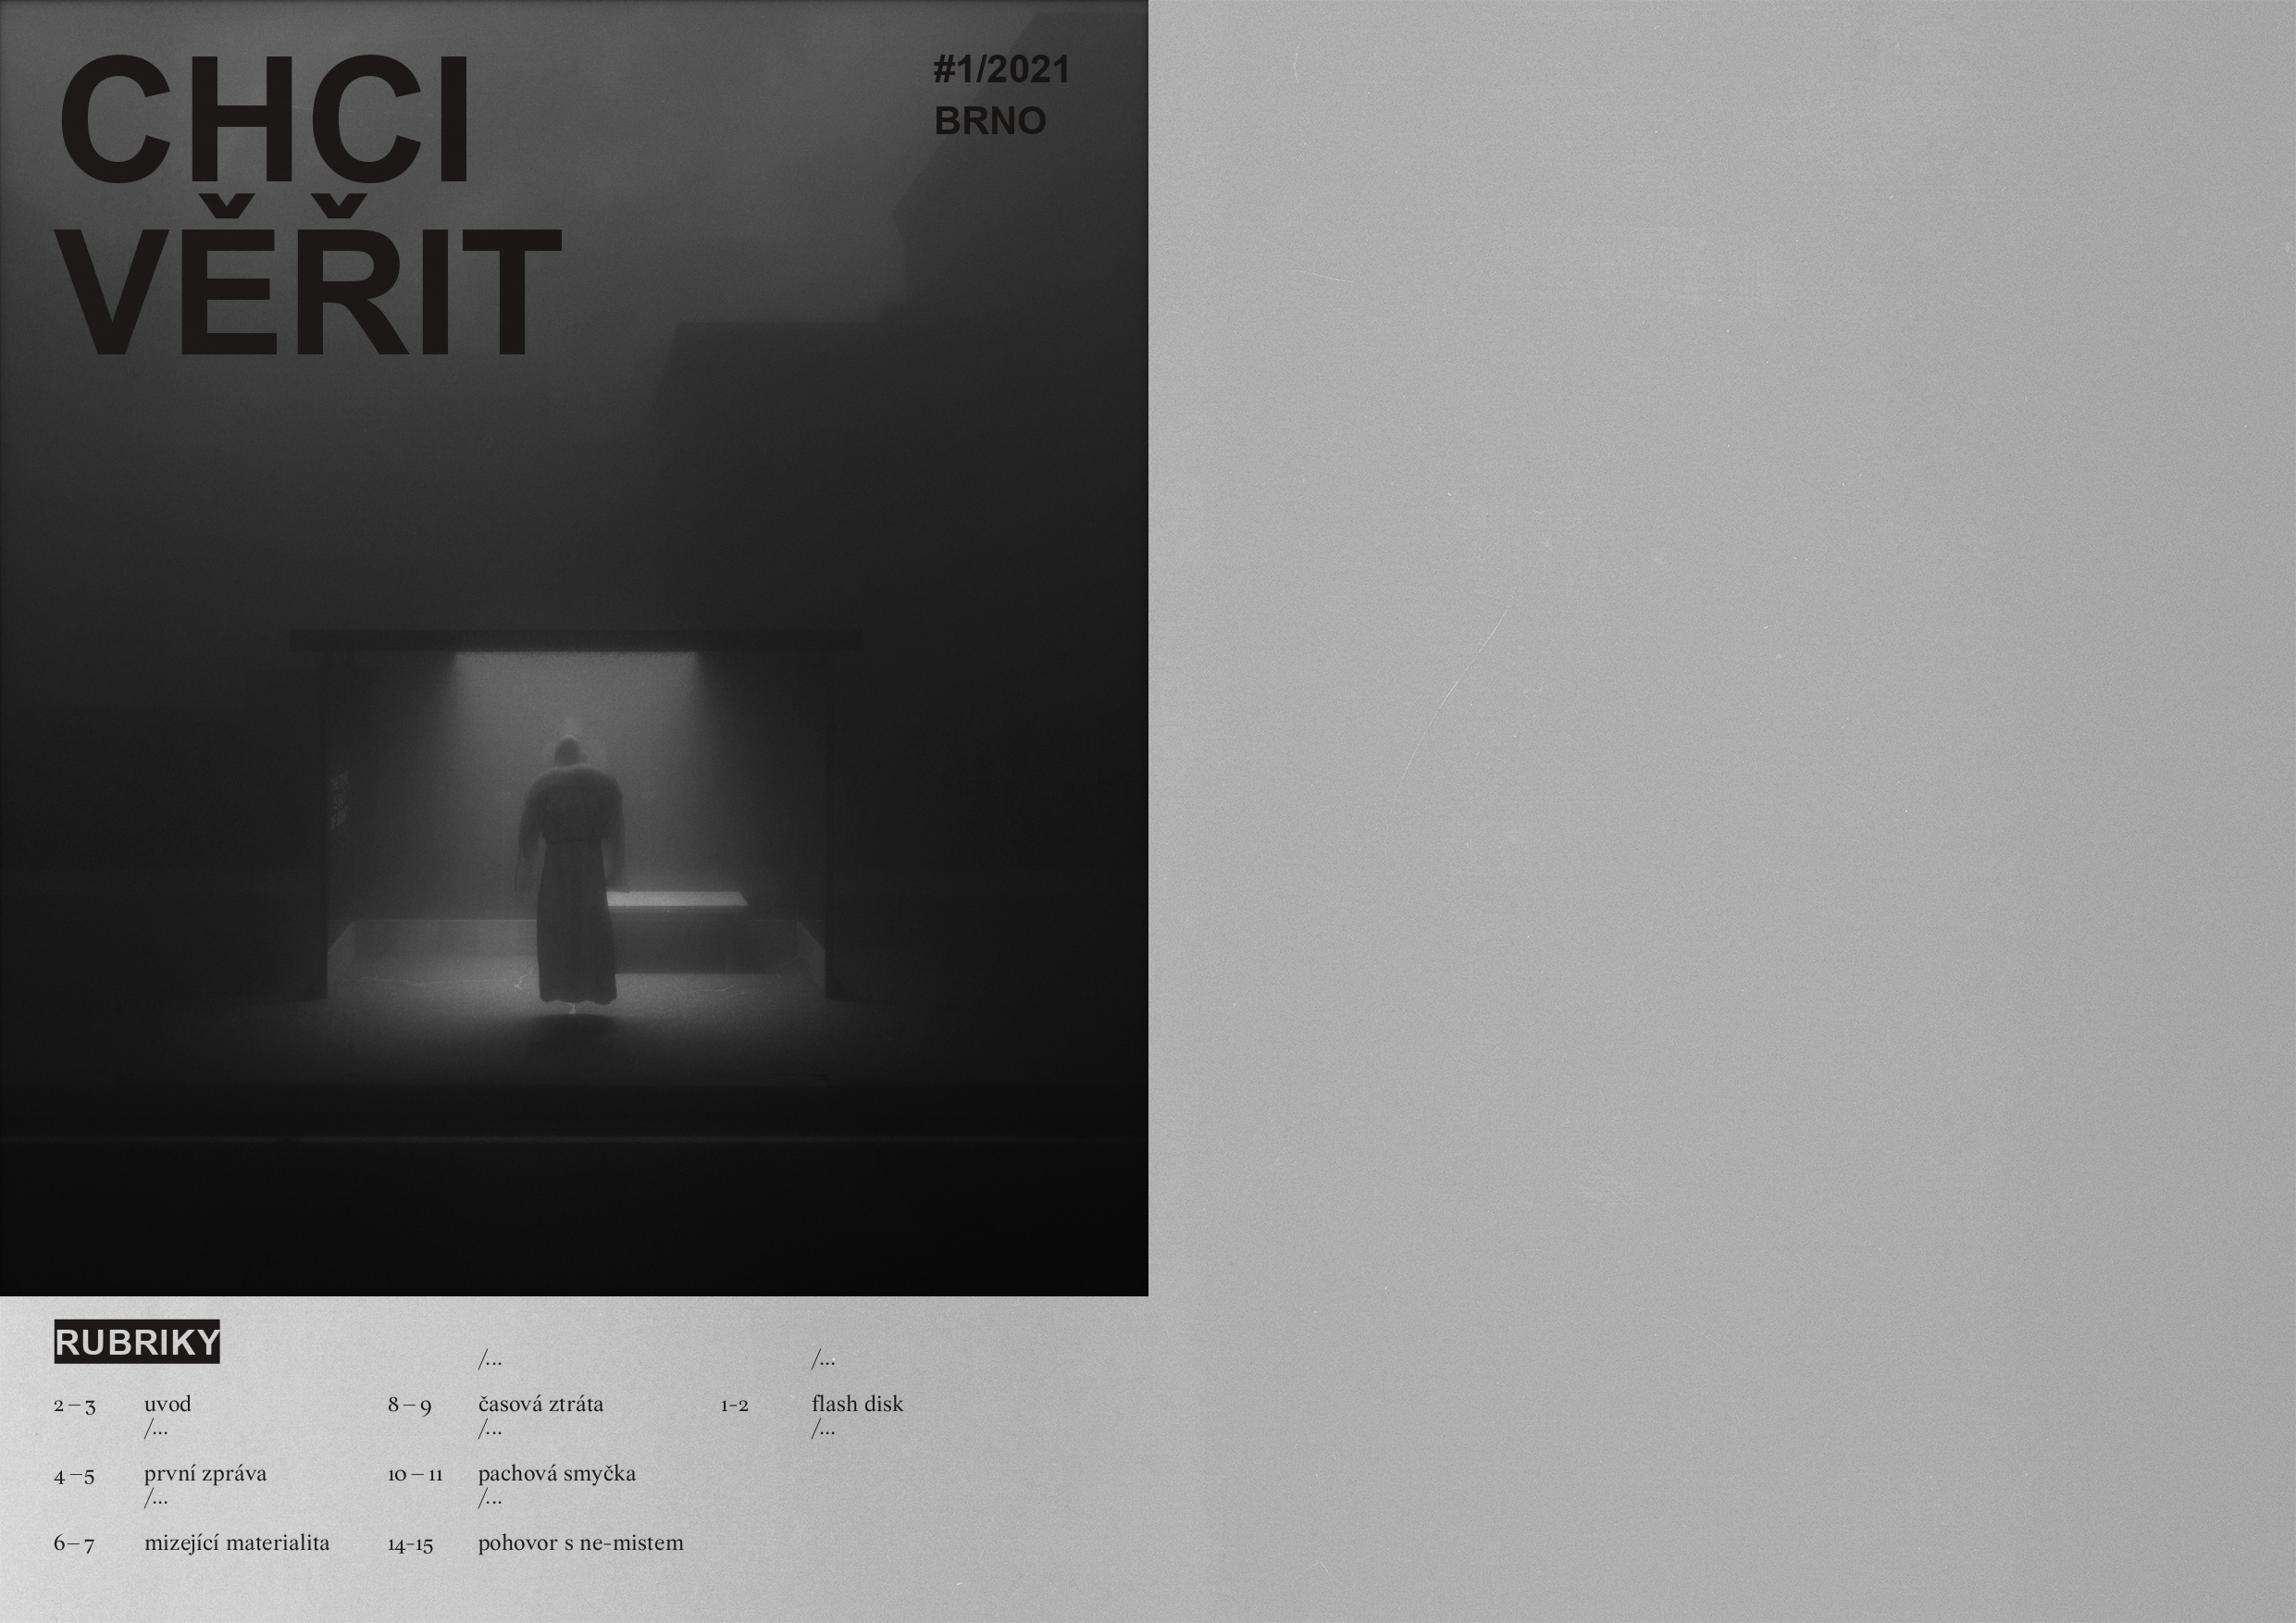 CHCI
VĚŘIT
#1/2021
BRNO
RUBRIKY
2–3 uvod
/...
4–5 první zpráva
/...
6–7 mizející materialita
/...
8–9 časová ztráta
/...
10–11 pachová smyčka
/...
14-15 pohovor s ne-mistem
/...
1-2 flash disk
/...